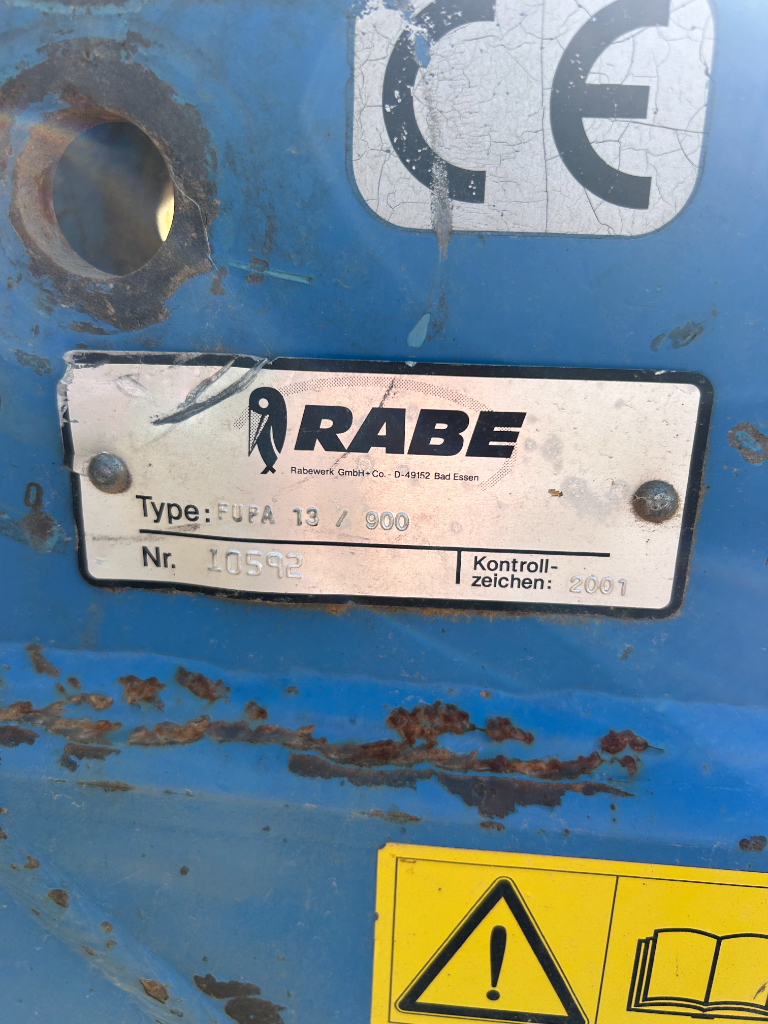 CE
RABE
Rabewerk GmbH+Co. - D-49152 Bad Essen
Type: FUPA 13 / 900
Nr. 10592
Kontroll-
zeichen: 2001